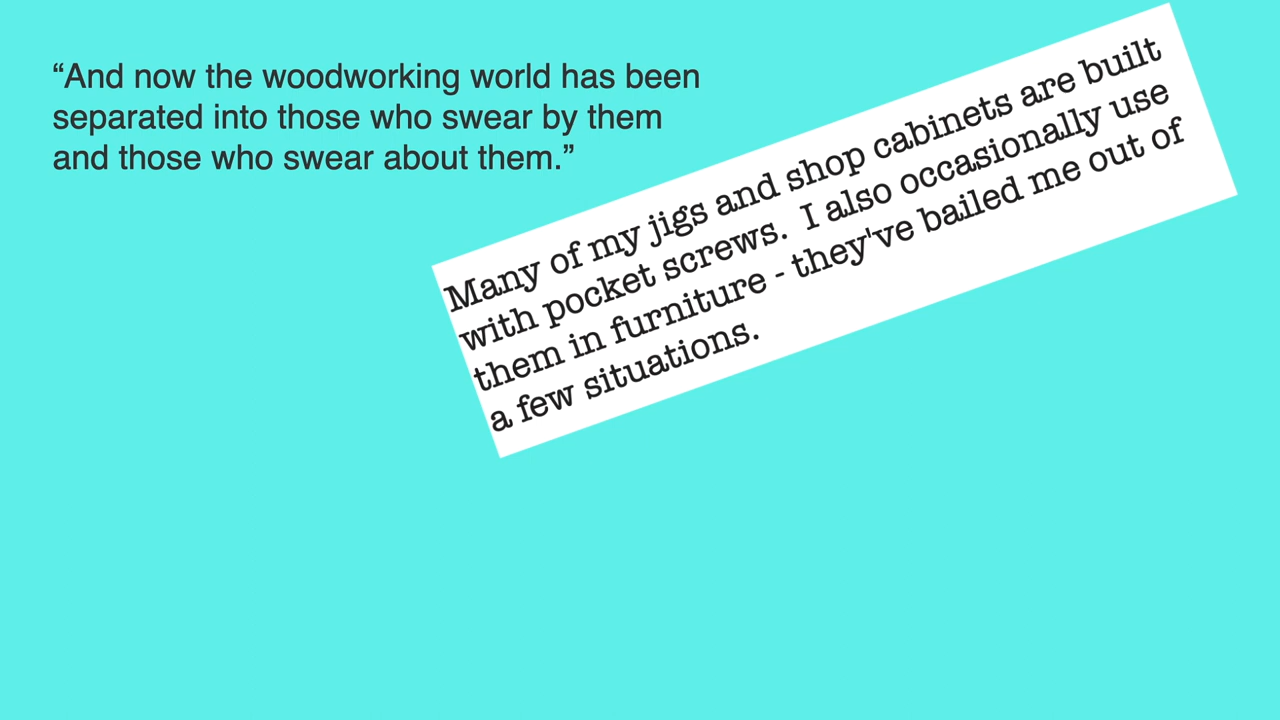 “And now the woodworking world has been
separated into those who swear by them
and those who swear about them.”
Many of my jigs and shop cabinets are built
with pocket screws.  I also occasionally use
them in furniture - they've bailed me out of
a few situations.